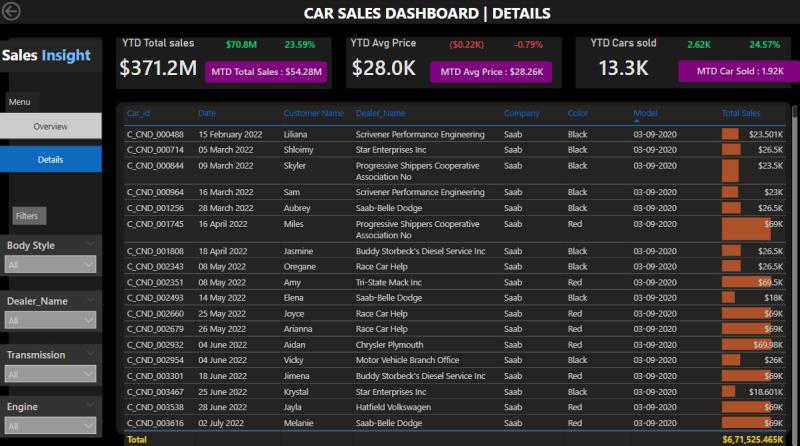 CAR SALES DASHBOARD | DETAILS
Sales Insight
YTD Total sales $70.8M 23.59%
$371.2M MTD Total Sales : $54.28M
YTD Avg Price ($0.22K) -0.79%
$28.0K MTD Avg Price : $28.26K
YTD Cars sold 2.62K 24.57%
13.3K MTD Car Sold : 1.92K
Menu
Overview
Details
Filters
Body Style
All
Dealer_Name
All
Transmission
All
Engine
All
Car_id Date Customer Name Dealer_Name Company Color Model Total Sales
C_CND_000488 15 February 2022 Liliana Scrivener Performance Engineering Saab Black 03-09-2020 $23.501K
C_CND_000714 05 March 2022 Shloimy Star Enterprises Inc Saab Black 03-09-2020 $26.5K
C_CND_000844 09 March 2022 Skyler Progressive Shippers Cooperative Saab Black 03-09-2020 $23.5K
Association No
C_CND_000964 16 March 2022 Sam Scrivener Performance Engineering Saab Black 03-09-2020 $23K
C_CND_001256 28 March 2022 Aubrey Saab-Belle Dodge Saab Black 03-09-2020 $26.5K
C_CND_001745 16 April 2022 Miles Progressive Shippers Cooperative Saab Red 03-09-2020 $69K
Association No
C_CND_001808 18 April 2022 Jasmine Buddy Storbeck's Diesel Service Inc Saab Black 03-09-2020 $26.5K
C_CND_002343 08 May 2022 Oregane Race Car Help Saab Black 03-09-2020 $26.5K
C_CND_002351 08 May 2022 Amy Tri-State Mack Inc Saab Red 03-09-2020 $69.5K
C_CND_002493 14 May 2022 Elena Saab-Belle Dodge Saab Black 03-09-2020 $18K
C_CND_002660 25 May 2022 Joyce Race Car Help Saab Red 03-09-2020 $69K
C_CND_002679 26 May 2022 Arianna Race Car Help Saab Red 03-09-2020 $69K
C_CND_002932 04 June 2022 Aidan Chrysler Plymouth Saab Red 03-09-2020 $69.98K
C_CND_002954 04 June 2022 Vicky Motor Vehicle Branch Office Saab Black 03-09-2020 $26K
C_CND_003301 18 June 2022 Jimena Buddy Storbeck's Diesel Service Inc Saab Red 03-09-2020 $69K
C_CND_003467 25 June 2022 Krystal Star Enterprises Inc Saab Black 03-09-2020 $18.601K
C_CND_003538 28 June 2022 Jayla Hatfield Volkswagen Saab Red 03-09-2020 $69K
C_CND_003616 02 July 2022 Melanie Saab-Belle Dodge Saab Red 03-09-2020 $69K
Total $6,71,525.465K